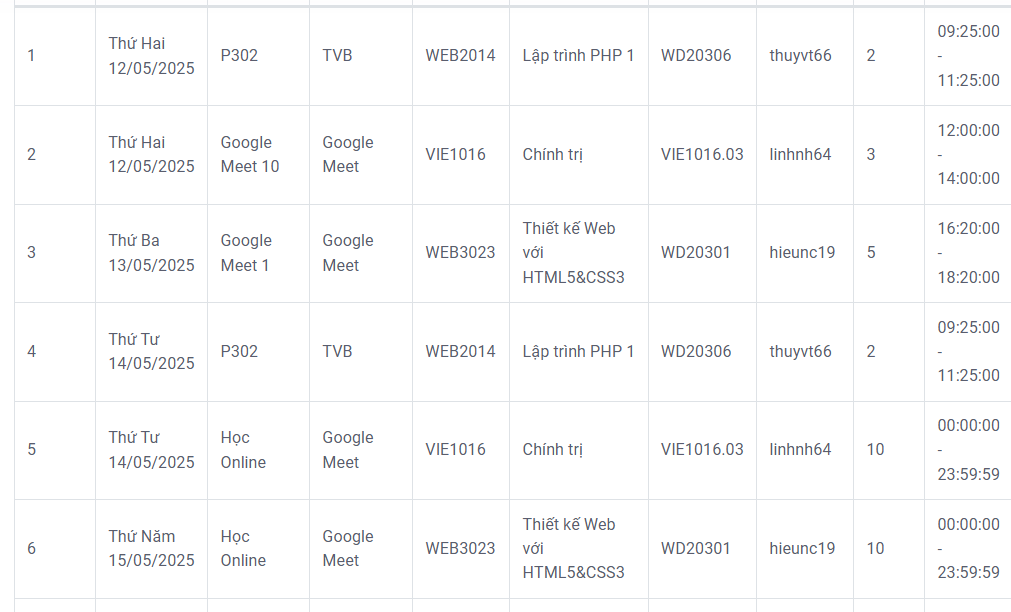 1 Thứ Hai 12/05/2025 P302 TVB WEB2014 Lập trình PHP 1 WD20306 thuyvt66 2 09:25:00 - 11:25:00
2 Thứ Hai 12/05/2025 Google Meet 10 Google Meet VIE1016 Chính trị VIE1016.03 linhnh64 3 12:00:00 - 14:00:00
3 Thứ Ba 13/05/2025 Google Meet 1 Google Meet WEB3023 Thiết kế Web với HTML5&CSS3 WD20301 hieunc19 5 16:20:00 - 18:20:00
4 Thứ Tư 14/05/2025 P302 TVB WEB2014 Lập trình PHP 1 WD20306 thuyvt66 2 09:25:00 - 11:25:00
5 Thứ Tư 14/05/2025 Học Online Google Meet VIE1016 Chính trị VIE1016.03 linhnh64 10 00:00:00 - 23:59:59
6 Thứ Năm 15/05/2025 Học Online Google Meet WEB3023 Thiết kế Web với HTML5&CSS3 WD20301 hieunc19 10 00:00:00 - 23:59:59